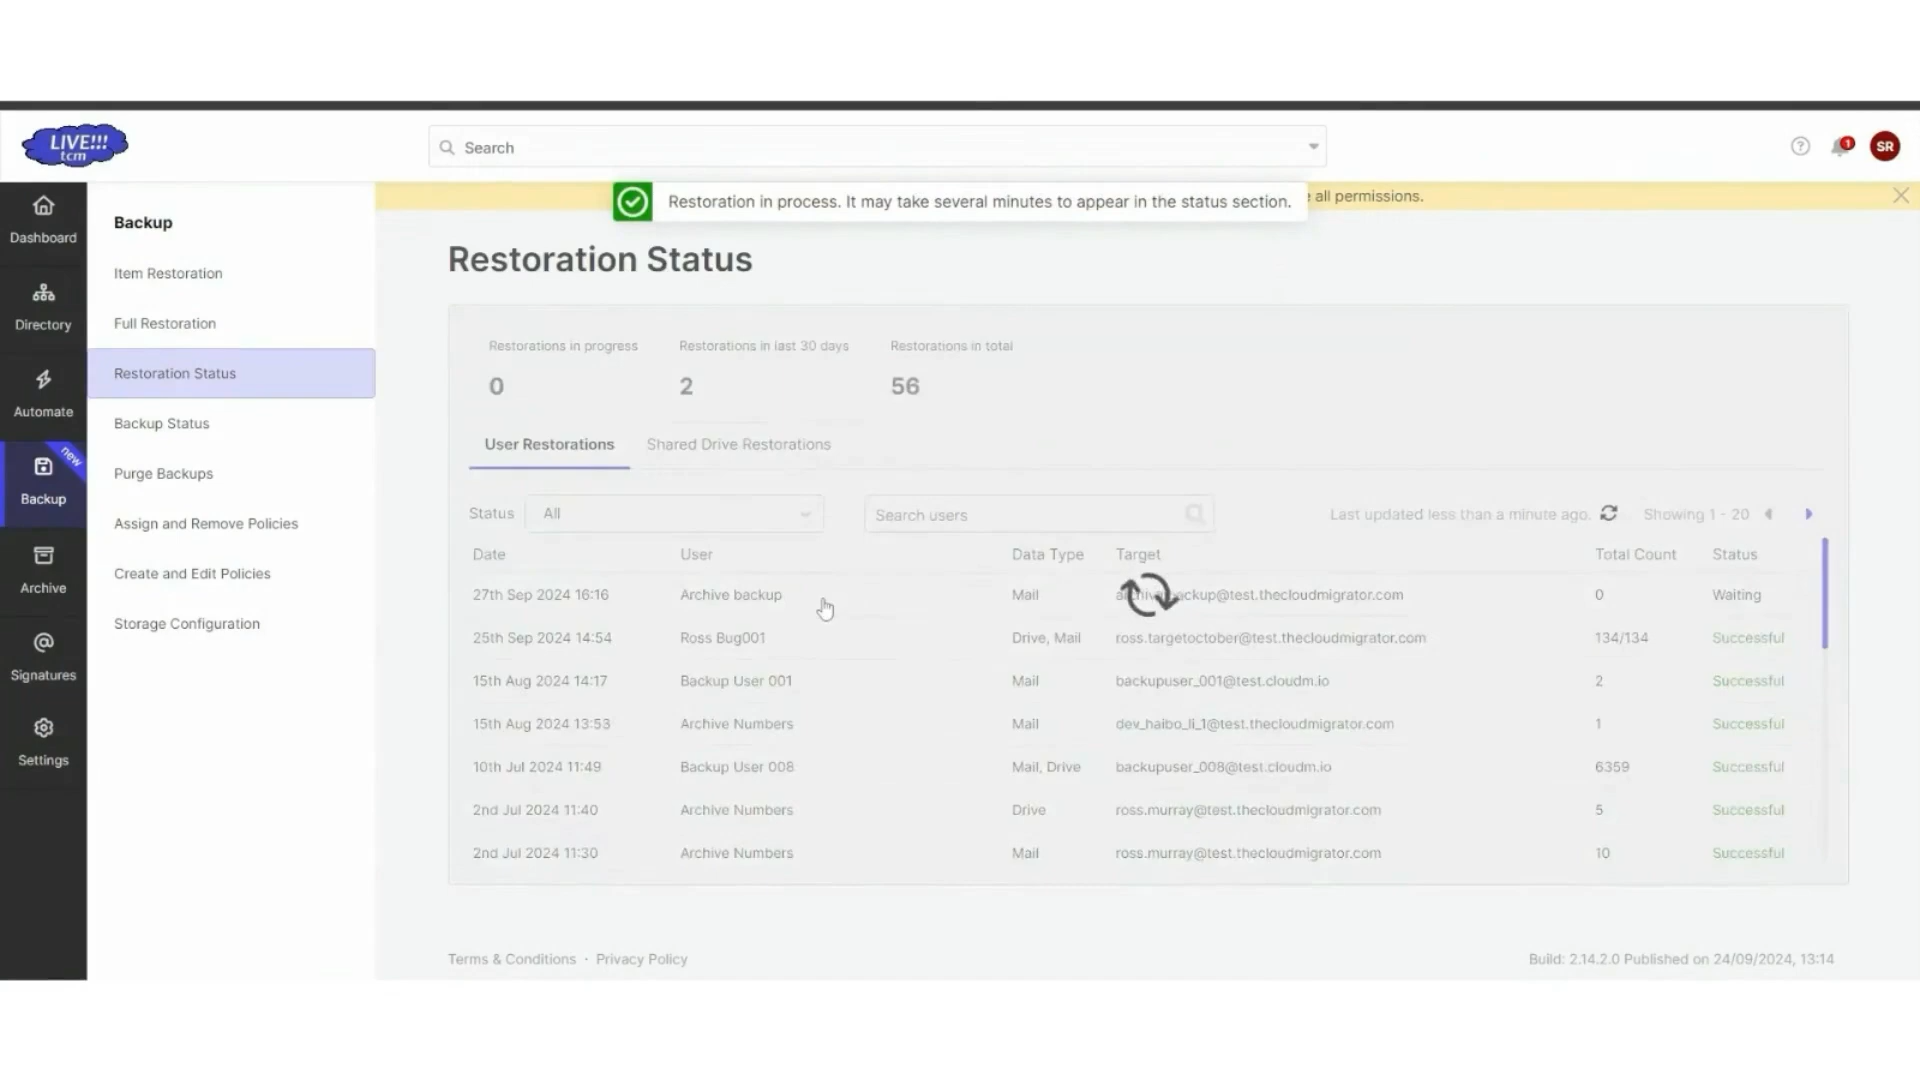 LIVE!!!
tcm
Search
1
SR
Restoration in process. It may take several minutes to appear in the status section.
all permissions.
Dashboard
Directory
Automate
new
Backup
Archive
Signatures
Settings
Backup
Item Restoration
Full Restoration
Restoration Status
Backup Status
Purge Backups
Assign and Remove Policies
Create and Edit Policies
Storage Configuration
Restoration Status
Restorations in progress Restorations in last 30 days Restorations in total
0 2 56
User Restorations Shared Drive Restorations
Status All Search users Last updated less than a minute ago. Showing 1 - 20
Date User Data Type Target Total Count Status
27th Sep 2024 16:16 Archive backup Mail ackup@test.thecloudmigrator.com 0 Waiting
25th Sep 2024 14:54 Ross Bug001 Drive, Mail ross.targetoctober@test.thecloudmigrator.com 134/134 Successful
15th Aug 2024 14:17 Backup User 001 Mail backupuser_001@test.cloudm.io 2 Successful
15th Aug 2024 13:53 Archive Numbers Mail dev_haibo_li_1@test.thecloudmigrator.com 1 Successful
10th Jul 2024 11:49 Backup User 008 Mail, Drive backupuser_008@test.cloudm.io 6359 Successful
2nd Jul 2024 11:40 Archive Numbers Drive ross.murray@test.thecloudmigrator.com 5 Successful
2nd Jul 2024 11:30 Archive Numbers Mail ross.murray@test.thecloudmigrator.com 10 Successful
Terms & Conditions · Privacy Policy
Build: 2.14.2.0 Published on 24/09/2024, 13:14